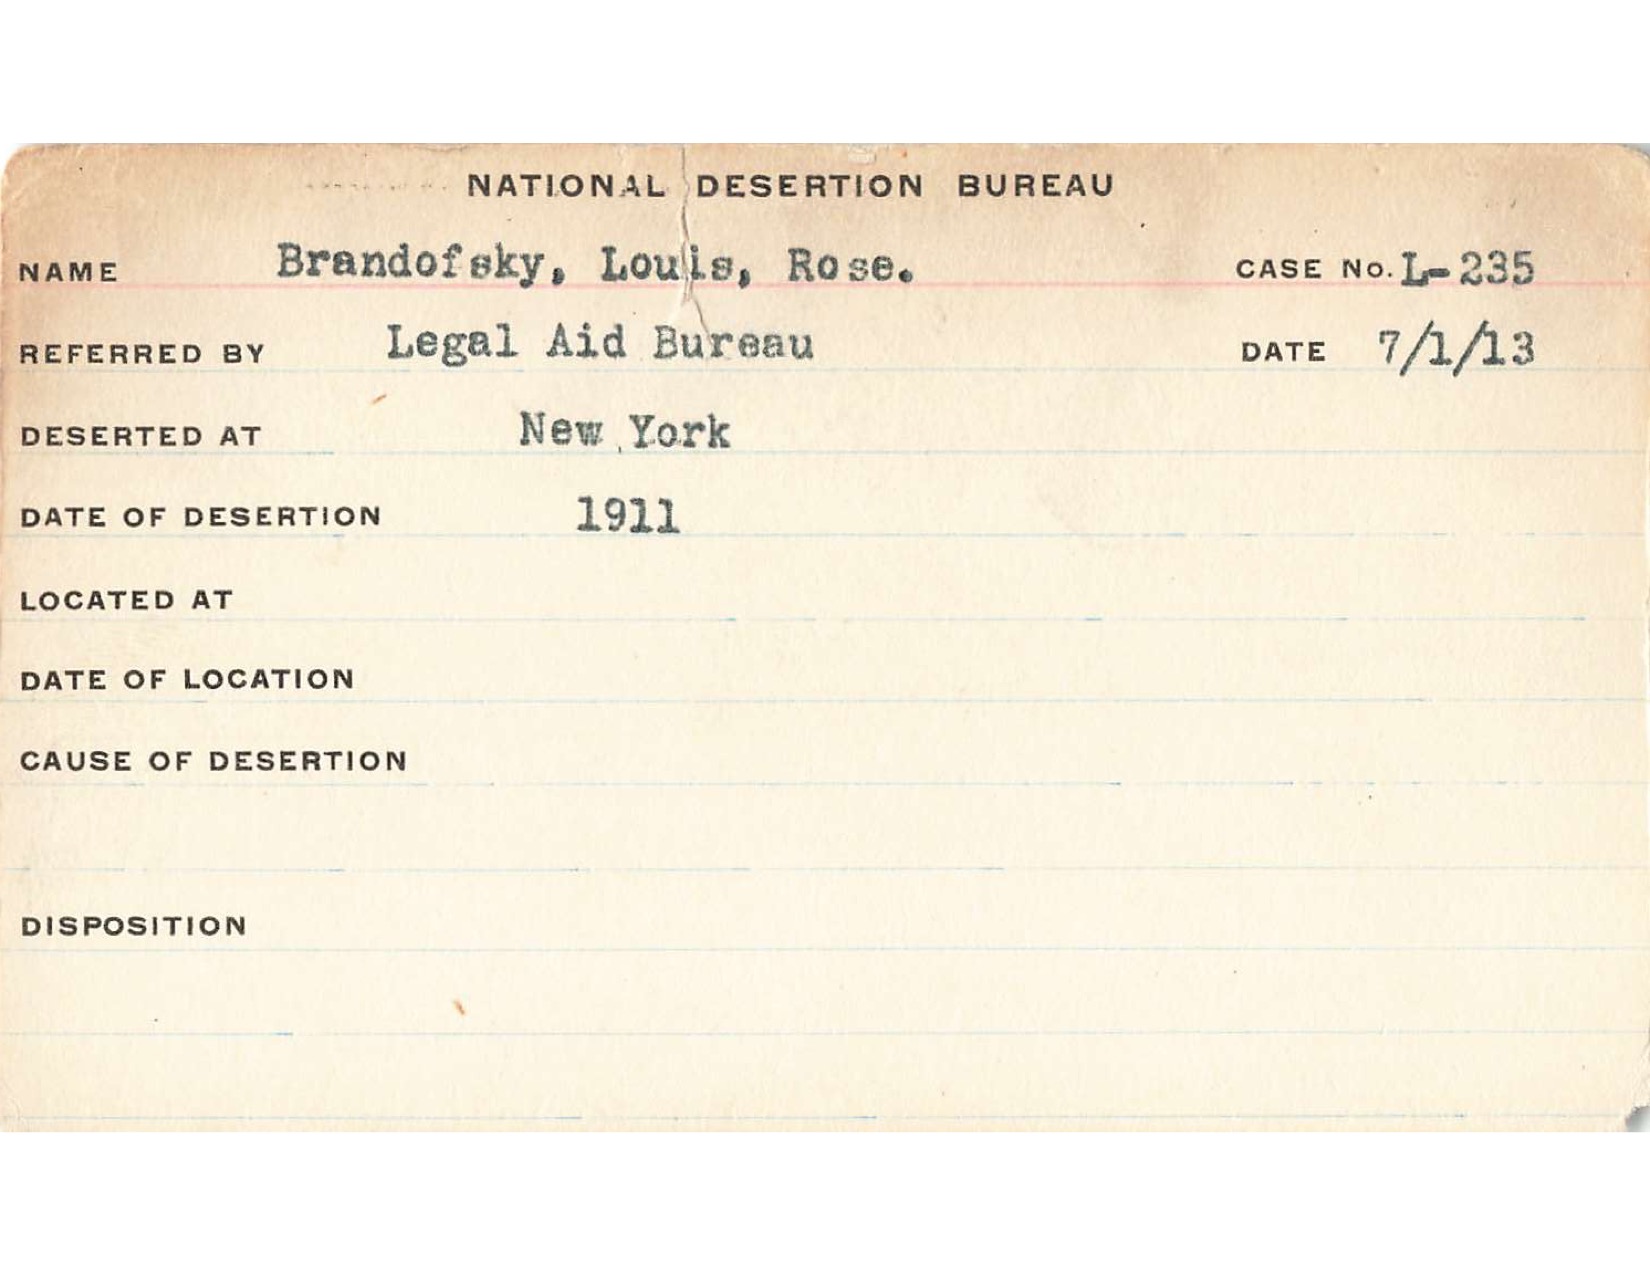 NATIONAL DESERTION BUREAU
NAME Brandofsky, Louis, Rose. CASE No. L-235
REFERRED BY Legal Aid Bureau DATE 7/1/13
DESERTED AT New York
DATE OF DESERTION 1911
LOCATED AT
DATE OF LOCATION
CAUSE OF DESERTION
DISPOSITION